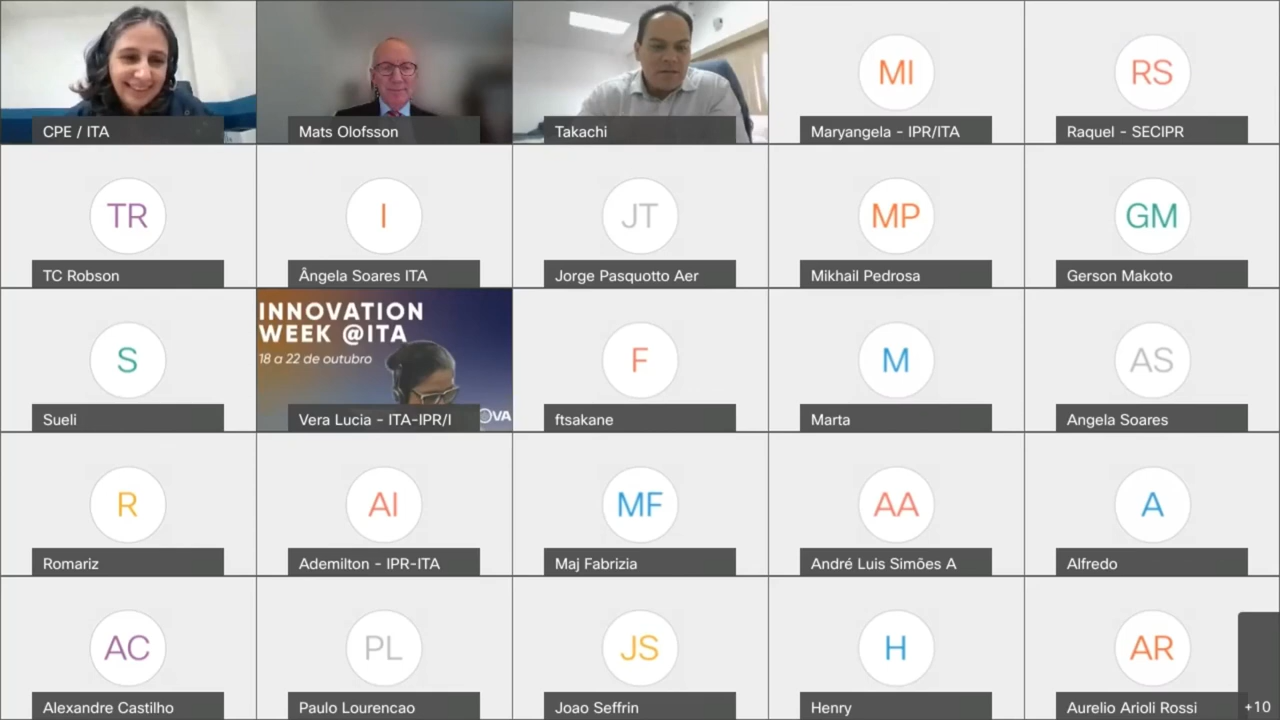 CPE / ITA
Mats Olofsson
Takachi
MI
Maryangela - IPR/ITA
RS
Raquel - SECIPR
TR
TC Robson
I
Ângela Soares ITA
JT
Jorge Pasquotto Aer
MP
Mikhail Pedrosa
GM
Gerson Makoto
S
Sueli
INNOVATION
WEEK @ITA
18 a 22 de outubro
OVA
Vera Lucia - ITA-IPR/I
F
ftsakane
M
Marta
AS
Angela Soares
R
Romariz
AI
Ademilton - IPR-ITA
MF
Maj Fabrizia
AA
André Luis Simões A
A
Alfredo
AC
Alexandre Castilho
PL
Paulo Lourencao
JS
Joao Seffrin
H
Henry
AR
Aurelio Arioli Rossi
+10